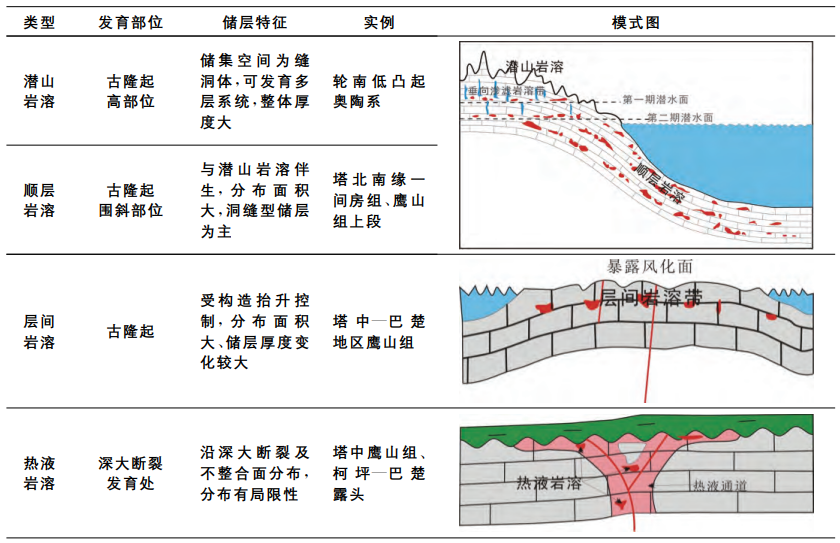 类型 发育部位 储层特征 实例 模式图
潜山
岩溶
古隆起
高部位
储集空间为缝
洞体,可发育多
层系统,整体厚
度大
轮南低凸起
奥陶系
潜山岩溶
垂向渗滤岩溶带
第一期潜水面
第二期潜水面
顺层岩溶
顺层
岩溶
古隆起
围斜部位
与潜山岩溶伴
生,分布面积
大,洞缝型储层
为主
塔北南缘一
间房组、鹰山
组上段
层间
岩溶
古隆起
受构造抬升控
制,分布面积
大、储层厚度变
化较大
塔中—巴楚
地区鹰山组
暴露风化面
层间岩溶带
热液
岩溶
深大断裂
发育处
沿深大断裂及
不整合面分布,
分布有局限性
塔中鹰山组、
柯坪—巴楚
露头
热液岩溶
热液通道